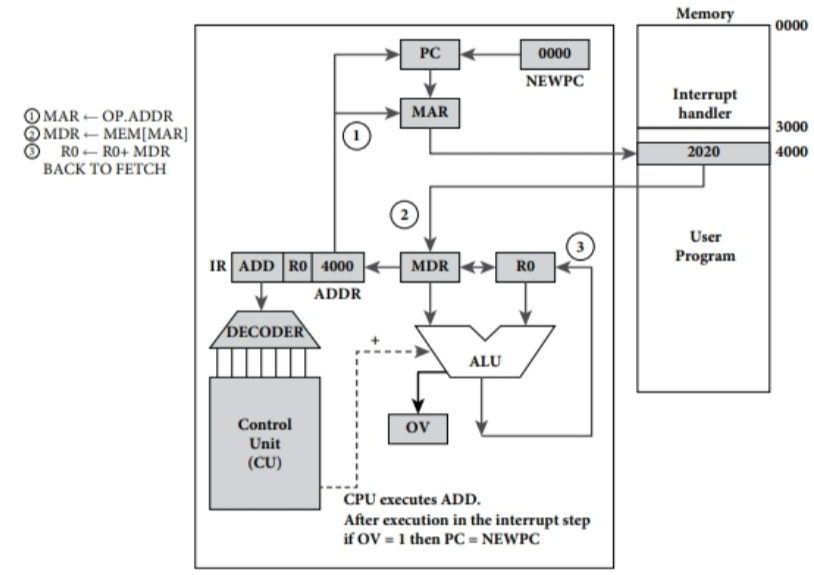 Memory
0000
PC
0000
NEWPC
① MAR ← OP.ADDR
② MDR ← MEM[MAR]
③ R0 ← R0+ MDR
BACK TO FETCH
MAR
1
Interrupt
handler
3000
2020
4000
2
3
User
Program
IR
ADD
R0
4000
ADDR
MDR
R0
DECODER
+
ALU
Control
Unit
(CU)
OV
CPU executes ADD.
After execution in the interrupt step
if OV = 1 then PC = NEWPC